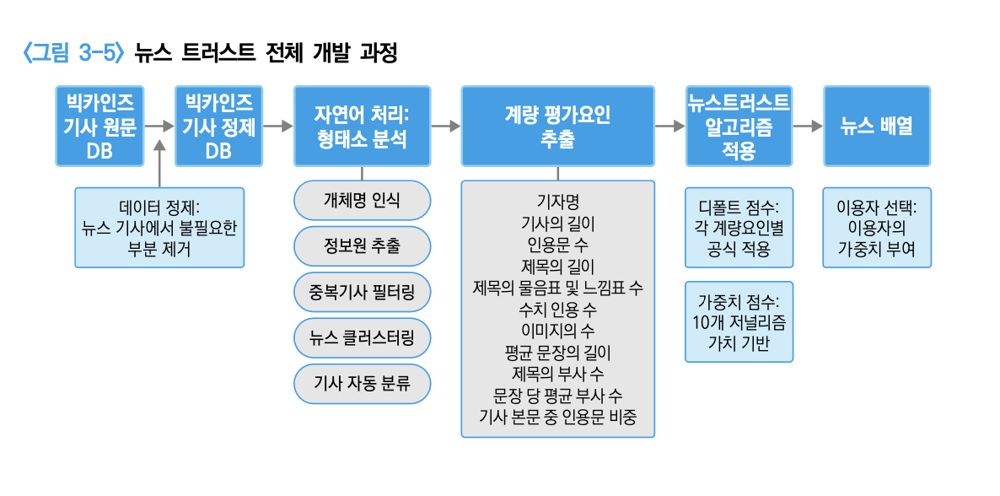 <그림 3-5> 뉴스 트러스트 전체 개발 과정
빅카인즈
기사 원문
DB
빅카인즈
기사 정제
DB
자연어 처리:
형태소 분석
계량 평가요인
추출
뉴스트러스트
알고리즘
적용
뉴스 배열
데이터 정제:
뉴스 기사에서 불필요한
부분 제거
개체명 인식
정보원 추출
중복기사 필터링
뉴스 클러스터링
기사 자동 분류
기자명
기사의 길이
인용문 수
제목의 길이
제목의 물음표 및 느낌표 수
수치 인용 수
이미지의 수
평균 문장의 길이
제목의 부사 수
문장 당 평균 부사 수
기사 본문 중 인용문 비중
디폴트 점수:
각 계량요인별
공식 적용
가중치 점수:
10개 저널리즘
가치 기반
이용자 선택:
이용자의
가중치 부여